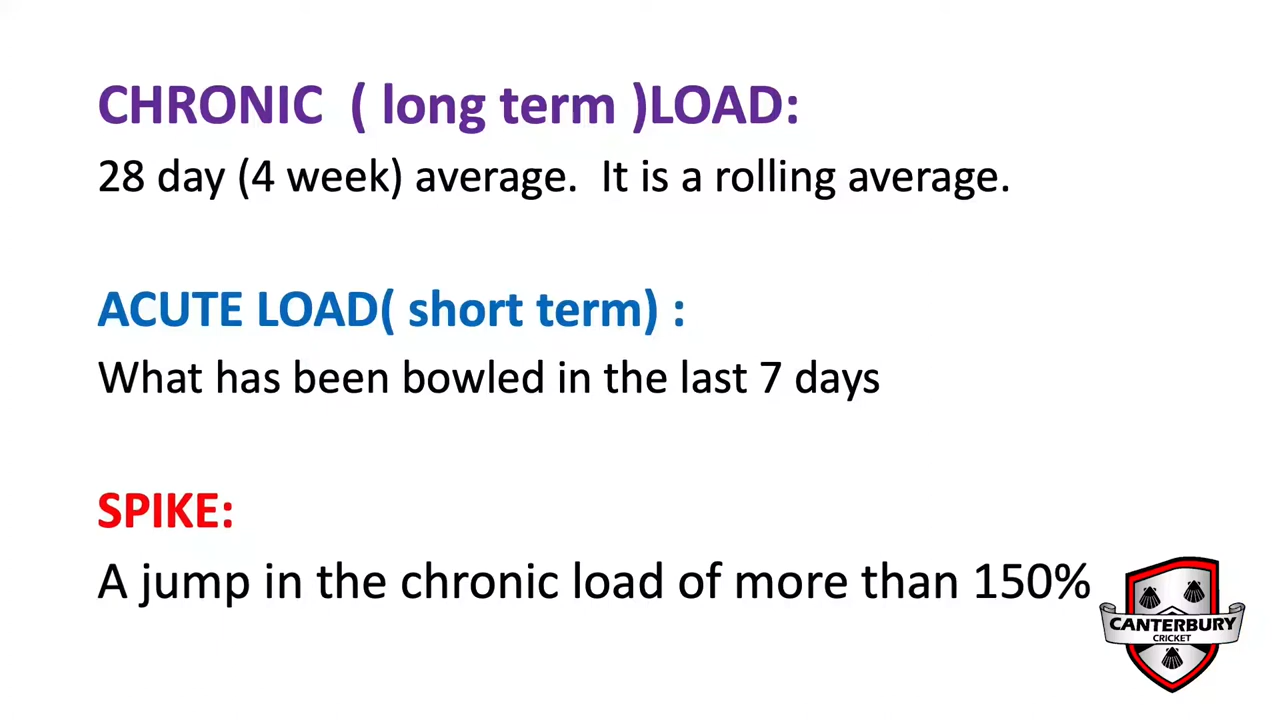 CHRONIC ( long term )LOAD:
28 day (4 week) average. It is a rolling average.
ACUTE LOAD( short term) :
What has been bowled in the last 7 days
SPIKE:
A jump in the chronic load of more than 150%
CANTERBURY
CRICKET